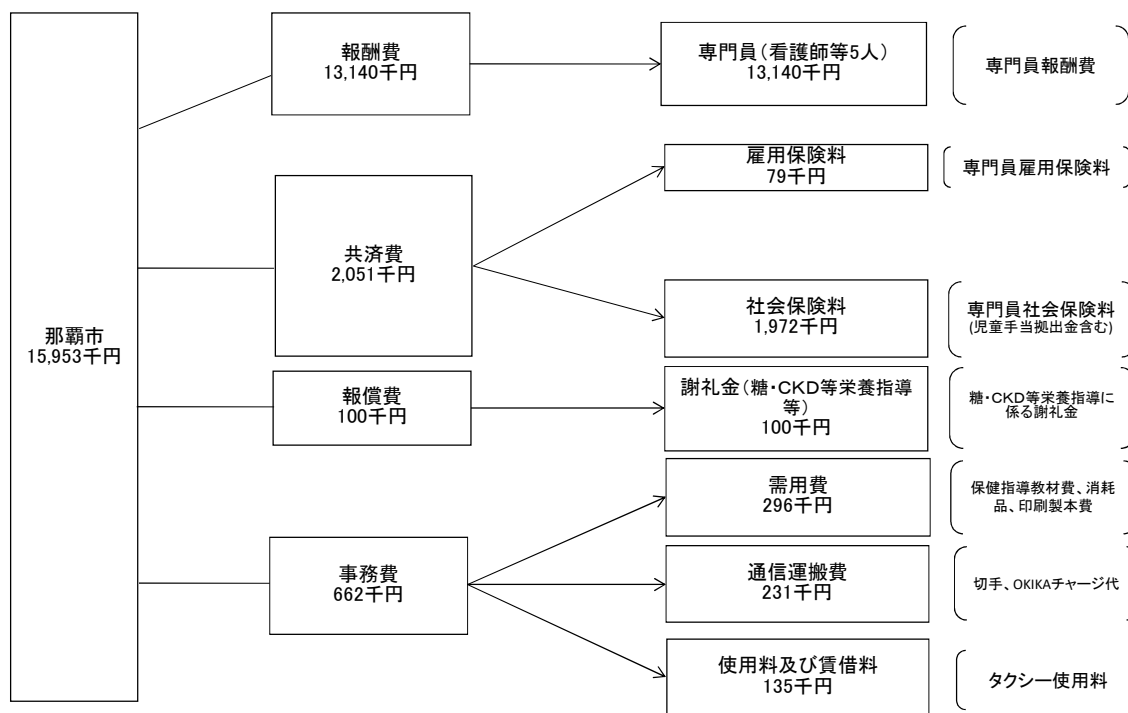 那覇市
15,953千円
報酬費
13,140千円
専門員（看護師等5人）
13,140千円
専門員報酬費
共済費
2,051千円
雇用保険料
79千円
専門員雇用保険料
社会保険料
1,972千円
専門員社会保険料
(児童手当拠出金含む)
報償費
100千円
謝礼金（糖・CKD等栄養指導
等）
100千円
糖・CKD等栄養指導に
係る謝礼金
事務費
662千円
需用費
296千円
保健指導教材費、消耗
品、印刷製本費
通信運搬費
231千円
切手、OKIKAチャージ代
使用料及び賃借料
135千円
タクシー使用料